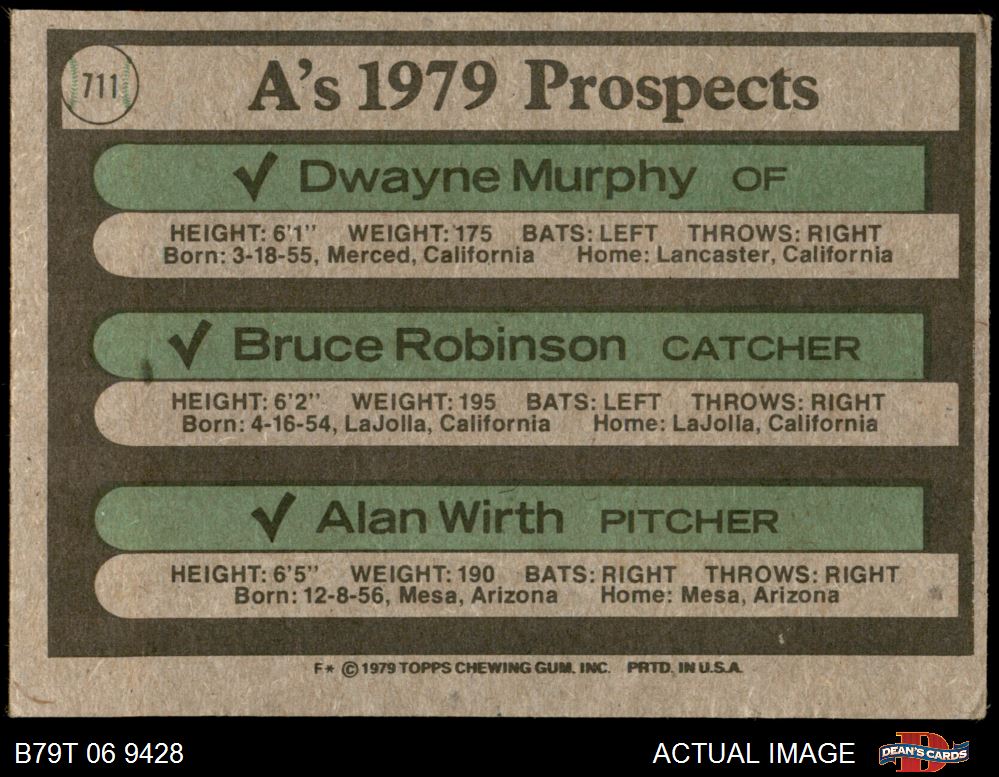 711
A's 1979 Prospects
✓ Dwayne Murphy OF
HEIGHT: 6'1" WEIGHT: 175 BATS: LEFT THROWS: RIGHT
Born: 3-18-55, Merced, California Home: Lancaster, California
✓ Bruce Robinson CATCHER
HEIGHT: 6'2" WEIGHT: 195 BATS: LEFT THROWS: RIGHT
Born: 4-16-54, LaJolla, California Home: LaJolla, California
✓ Alan Wirth PITCHER
HEIGHT: 6'5" WEIGHT: 190 BATS: RIGHT THROWS: RIGHT
Born: 12-8-56, Mesa, Arizona Home: Mesa, Arizona
F* © 1979 TOPPS CHEWING GUM, INC. PRTD. IN U.S.A.
B79T 06 9428 ACTUAL IMAGE D DEAN'S CARDS